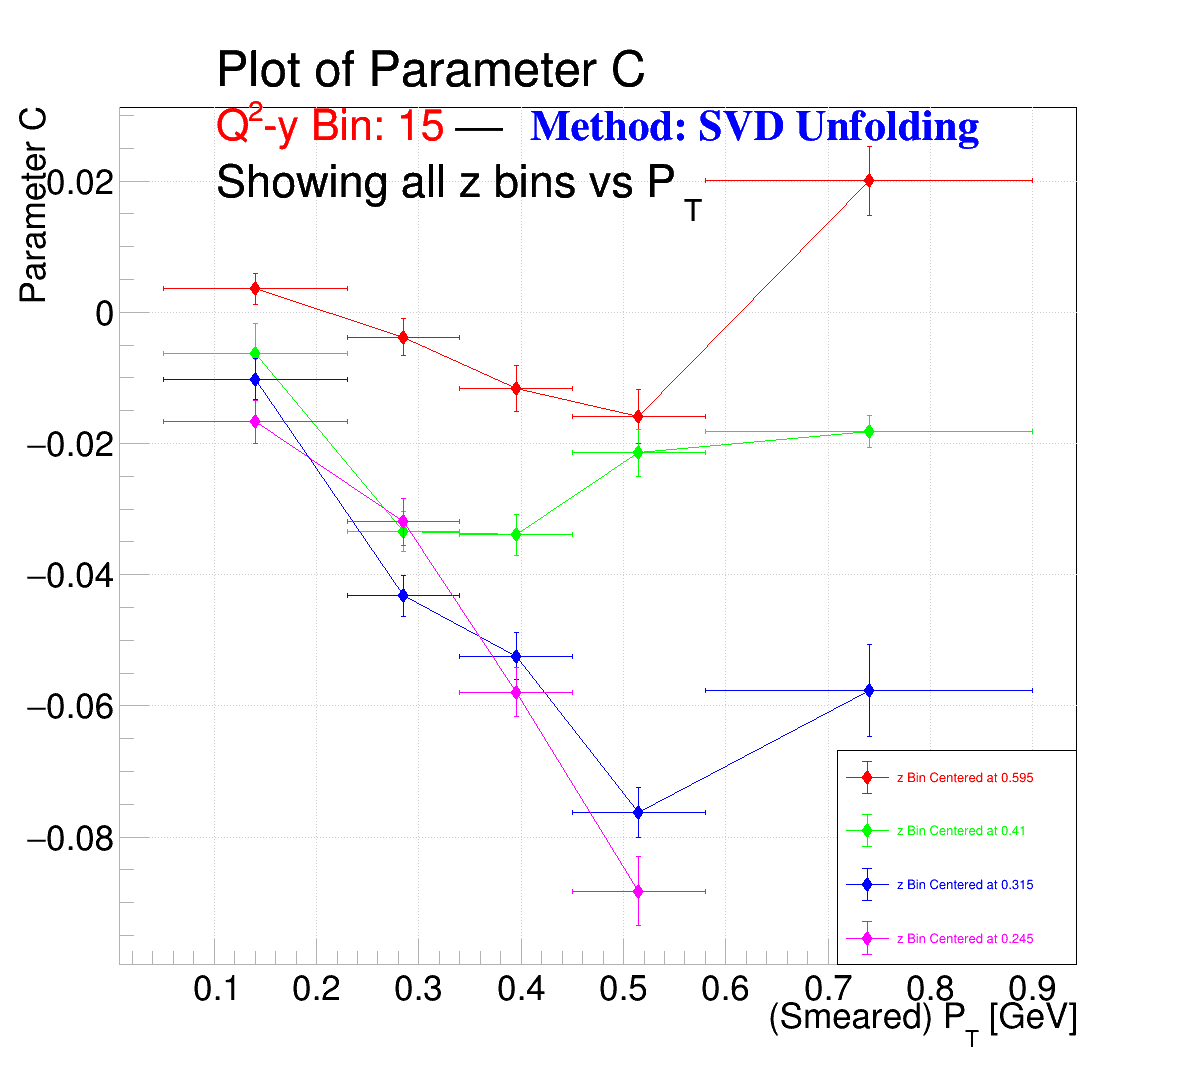 Plot of Parameter C
Q²-y Bin: 15 — Method: SVD Unfolding
Showing all z bins vs P_T
Parameter C
0.02
0
−0.02
−0.04
−0.06
−0.08
z Bin Centered at 0.595
z Bin Centered at 0.41
z Bin Centered at 0.315
z Bin Centered at 0.245
0.1 0.2 0.3 0.4 0.5 0.6 0.7 0.8 0.9
(Smeared) P_T [GeV]